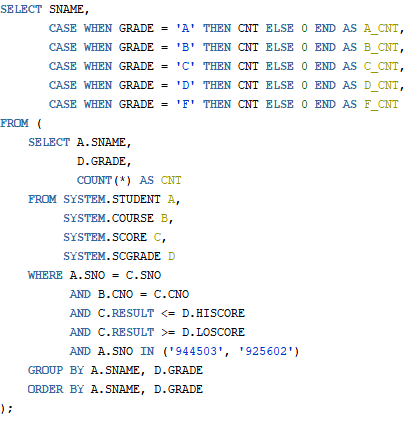 SELECT SNAME,
CASE WHEN GRADE = 'A' THEN CNT ELSE 0 END AS A_CNT,
CASE WHEN GRADE = 'B' THEN CNT ELSE 0 END AS B_CNT,
CASE WHEN GRADE = 'C' THEN CNT ELSE 0 END AS C_CNT,
CASE WHEN GRADE = 'D' THEN CNT ELSE 0 END AS D_CNT,
CASE WHEN GRADE = 'F' THEN CNT ELSE 0 END AS F_CNT
FROM (
SELECT A.SNAME,
D.GRADE,
COUNT(*) AS CNT
FROM SYSTEM.STUDENT A,
SYSTEM.COURSE B,
SYSTEM.SCORE C,
SYSTEM.SCGRADE D
WHERE A.SNO = C.SNO
AND B.CNO = C.CNO
AND C.RESULT <= D.HISCORE
AND C.RESULT >= D.LOSCORE
AND A.SNO IN ('944503', '925602')
GROUP BY A.SNAME, D.GRADE
ORDER BY A.SNAME, D.GRADE
);